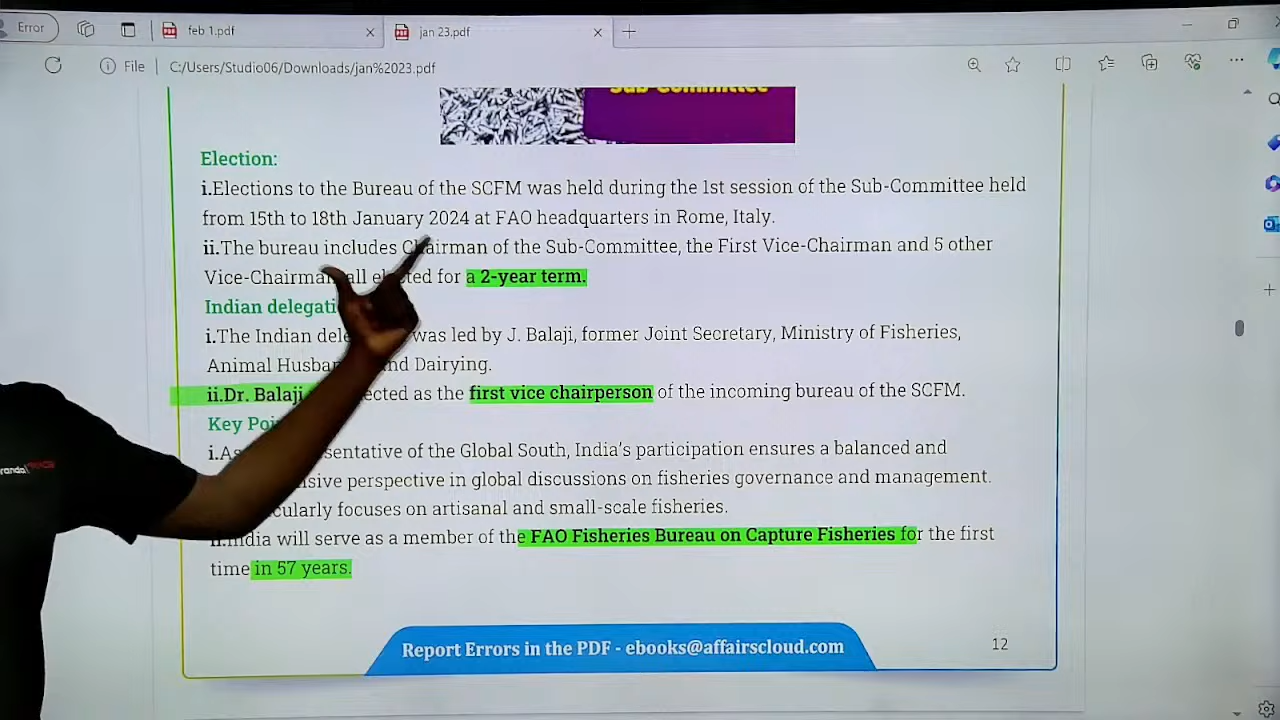 Error
feb 1.pdf
jan 23.pdf
File
C:/Users/Studio06/Downloads/jan%2023.pdf
Sub-Committee
Election:
i.Elections to the Bureau of the SCFM was held during the 1st session of the Sub-Committee held
from 15th to 18th January 2024 at FAO headquarters in Rome, Italy.
ii.The bureau includes Chairman of the Sub-Committee, the First Vice-Chairman and 5 other
Vice-Chairman all elected for a 2-year term.
Indian delegati
i.The Indian dele was led by J. Balaji, former Joint Secretary, Ministry of Fisheries,
Animal Husban nd Dairying.
ii.Dr. Balaji ected as the first vice chairperson of the incoming bureau of the SCFM.
Key Poi
i.As sentative of the Global South, India's participation ensures a balanced and
sive perspective in global discussions on fisheries governance and management.
cularly focuses on artisanal and small-scale fisheries.
ii.India will serve as a member of the FAO Fisheries Bureau on Capture Fisheries for the first
time in 57 years.
Report Errors in the PDF - ebooks@affairscloud.com
12